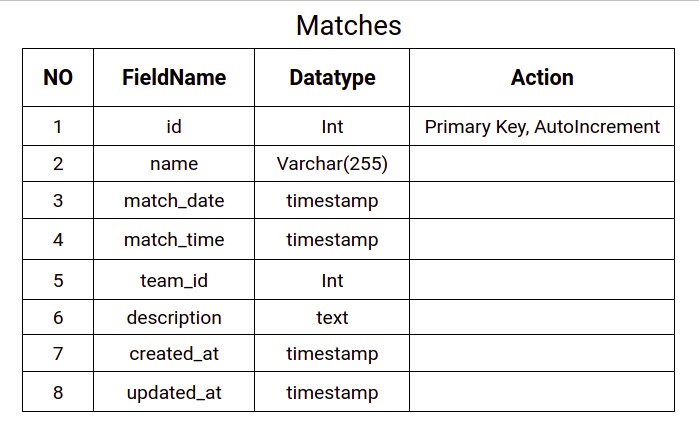 Matches
NO FieldName Datatype Action
1 id Int Primary Key, AutoIncrement
2 name Varchar(255)
3 match_date timestamp
4 match_time timestamp
5 team_id Int
6 description text
7 created_at timestamp
8 updated_at timestamp